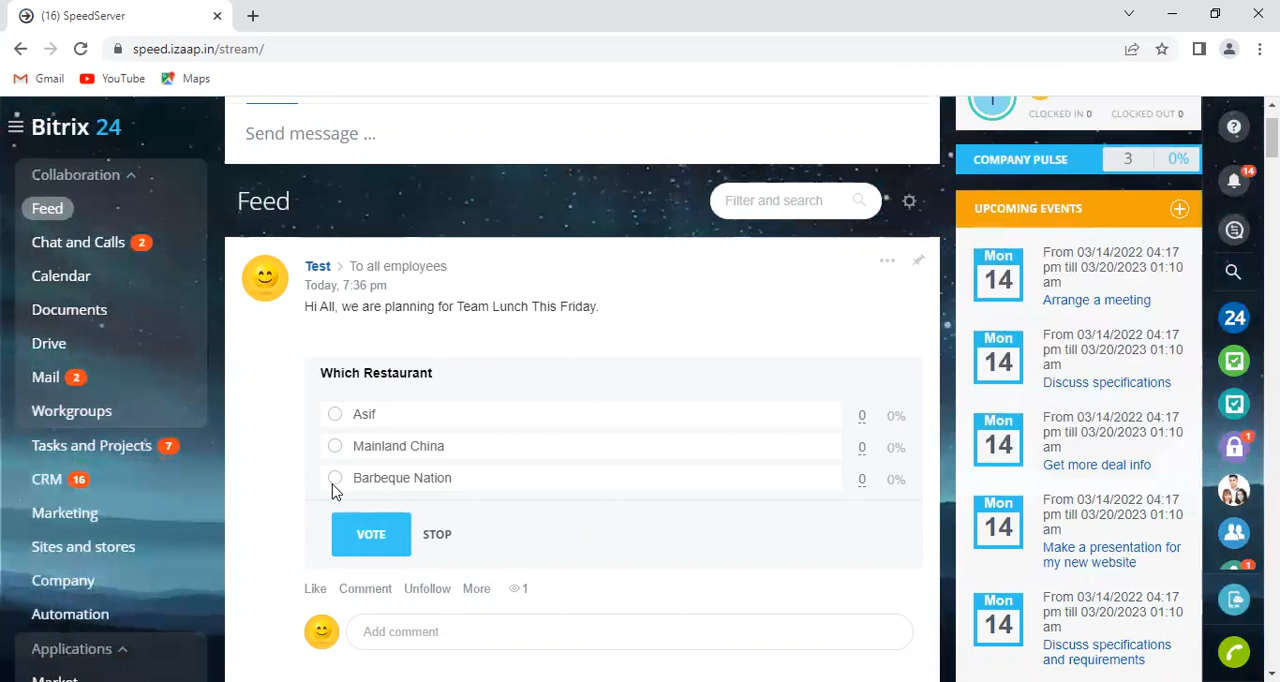 (16) SpeedServer
speed.izaap.in/stream/
Gmail YouTube Maps
Bitrix 24
Collaboration
Feed
Chat and Calls 2
Calendar
Documents
Drive
Mail 2
Workgroups
Tasks and Projects 7
CRM 16
Marketing
Sites and stores
Company
Automation
Applications
Market
Send message ...
Feed
Filter and search
Test > To all employees
Today, 7:36 pm
Hi All, we are planning for Team Lunch This Friday.
Which Restaurant
Asif 0 0%
Mainland China 0 0%
Barbeque Nation 0 0%
VOTE STOP
Like Comment Unfollow More 1
Add comment
CLOCKED IN 0 CLOCKED OUT 0
COMPANY PULSE 3 0%
UPCOMING EVENTS
Mon
14
From 03/14/2022 04:17
pm till 03/20/2023 01:10
am
Arrange a meeting
Mon
14
From 03/14/2022 04:17
pm till 03/20/2023 01:10
am
Discuss specifications
Mon
14
From 03/14/2022 04:17
pm till 03/20/2023 01:10
am
Get more deal info
Mon
14
From 03/14/2022 04:17
pm till 03/20/2023 01:10
am
Make a presentation for
my new website
Mon
14
From 03/14/2022 04:17
pm till 03/20/2023 01:10
am
Discuss specifications
and requirements
?
14
24
1
1